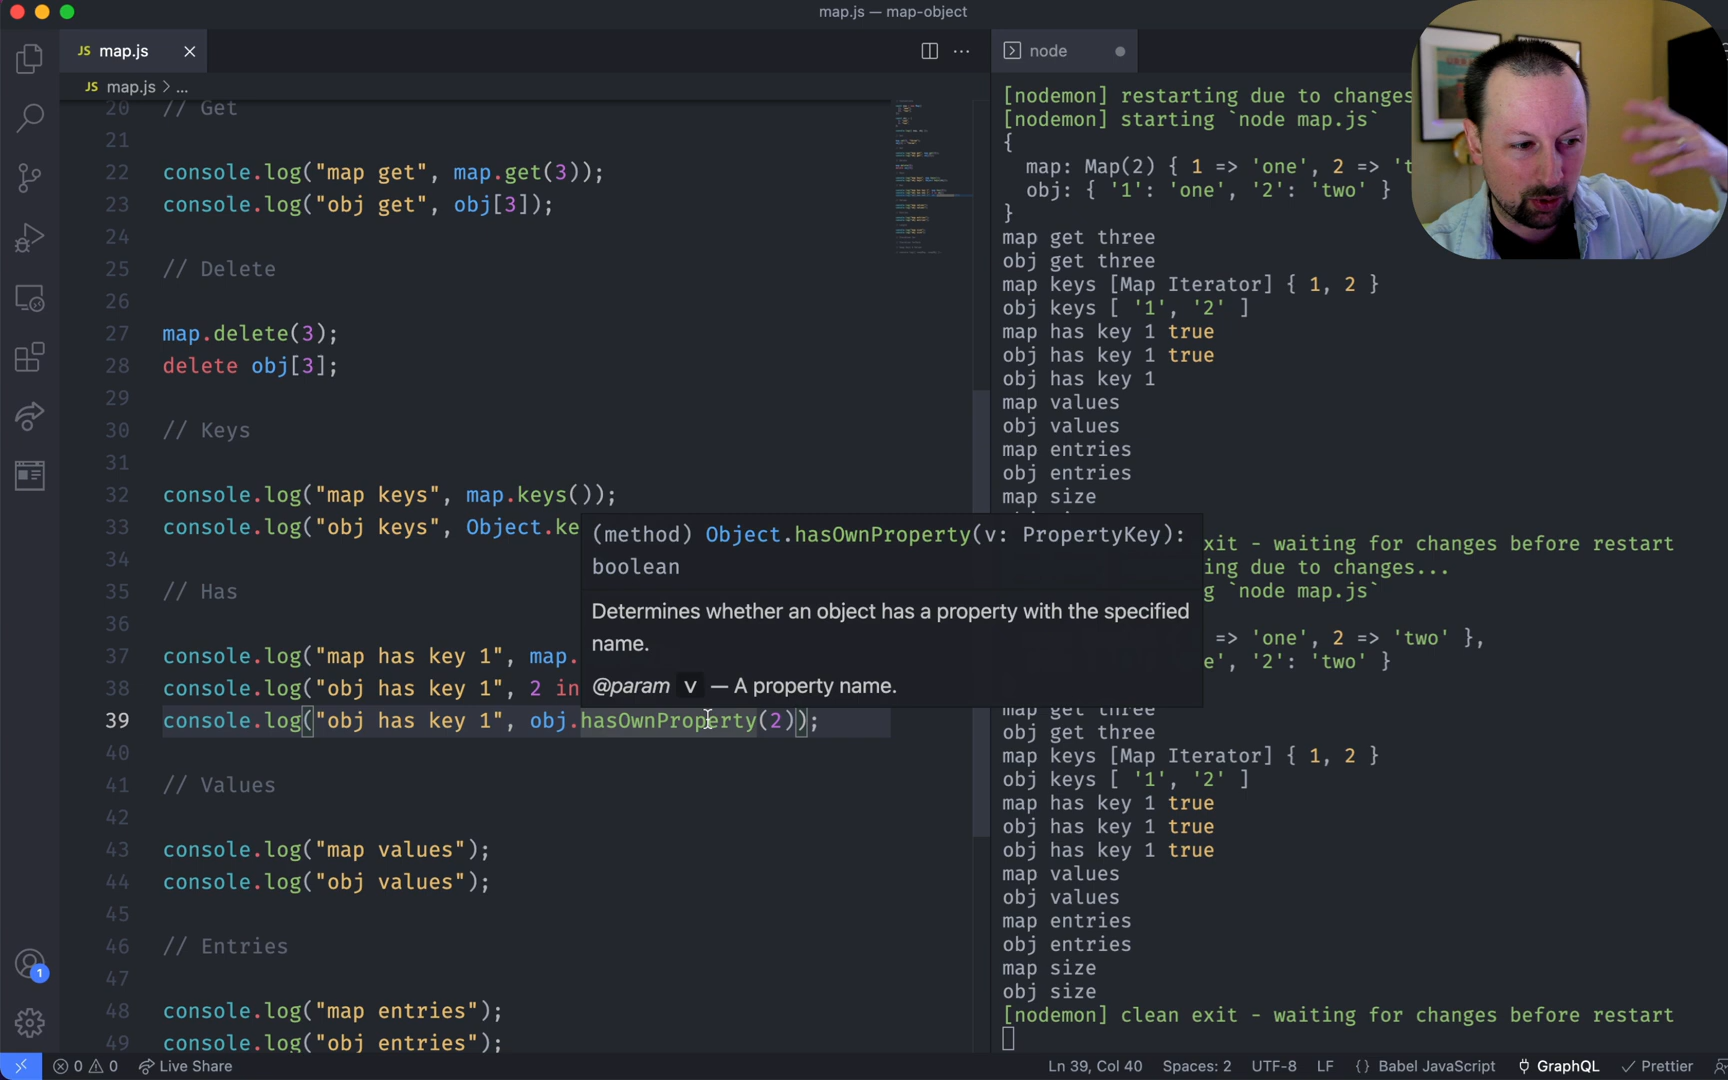 map.js — map-object
JS map.js
JS map.js > ...
20 // Get
21
22 console.log("map get", map.get(3));
23 console.log("obj get", obj[3]);
24
25 // Delete
26
27 map.delete(3);
28 delete obj[3];
29
30 // Keys
31
32 console.log("map keys", map.keys());
33 console.log("obj keys", Object.ke
34
35 // Has
36
37 console.log("map has key 1", map.
38 console.log("obj has key 1", 2 in
39 console.log("obj has key 1", obj.hasOwnProperty(2));
40
41 // Values
42
43 console.log("map values");
44 console.log("obj values");
45
46 // Entries
47
48 console.log("map entries");
49 console.log("obj entries");
(method) Object.hasOwnProperty(v: PropertyKey):
boolean
Determines whether an object has a property with the specified
name.
@param v — A property name.
node
[nodemon] restarting due to changes
[nodemon] starting `node map.js`
{
map: Map(2) { 1 => 'one', 2 => 't
obj: { '1': 'one', '2': 'two' }
}
map get three
obj get three
map keys [Map Iterator] { 1, 2 }
obj keys [ '1', '2' ]
map has key 1 true
obj has key 1 true
obj has key 1
map values
obj values
map entries
obj entries
map size
xit - waiting for changes before restart
ing due to changes...
g `node map.js`
=> 'one', 2 => 'two' },
e', '2': 'two' }
map get three
obj get three
map keys [Map Iterator] { 1, 2 }
obj keys [ '1', '2' ]
map has key 1 true
obj has key 1 true
obj has key 1 true
map values
obj values
map entries
obj entries
map size
obj size
[nodemon] clean exit - waiting for changes before restart
1
0 0 Live Share
Ln 39, Col 40 Spaces: 2 UTF-8 LF {} Babel JavaScript GraphQL Prettier